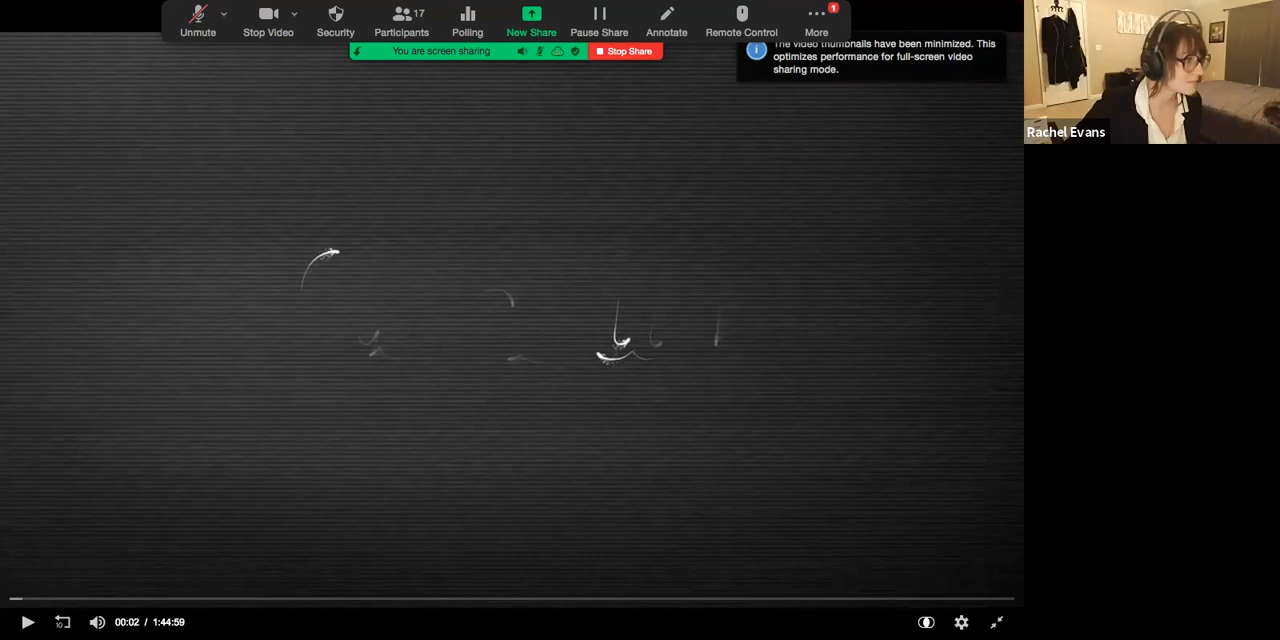 17
1
Unmute Stop Video Security Participants Polling New Share Pause Share Annotate Remote Control More
You are screen sharing Stop Share
The video thumbnails have been minimized. This
optimizes performance for full-screen video
sharing mode.
Rachel Evans
10 00:02 / 1:44:59